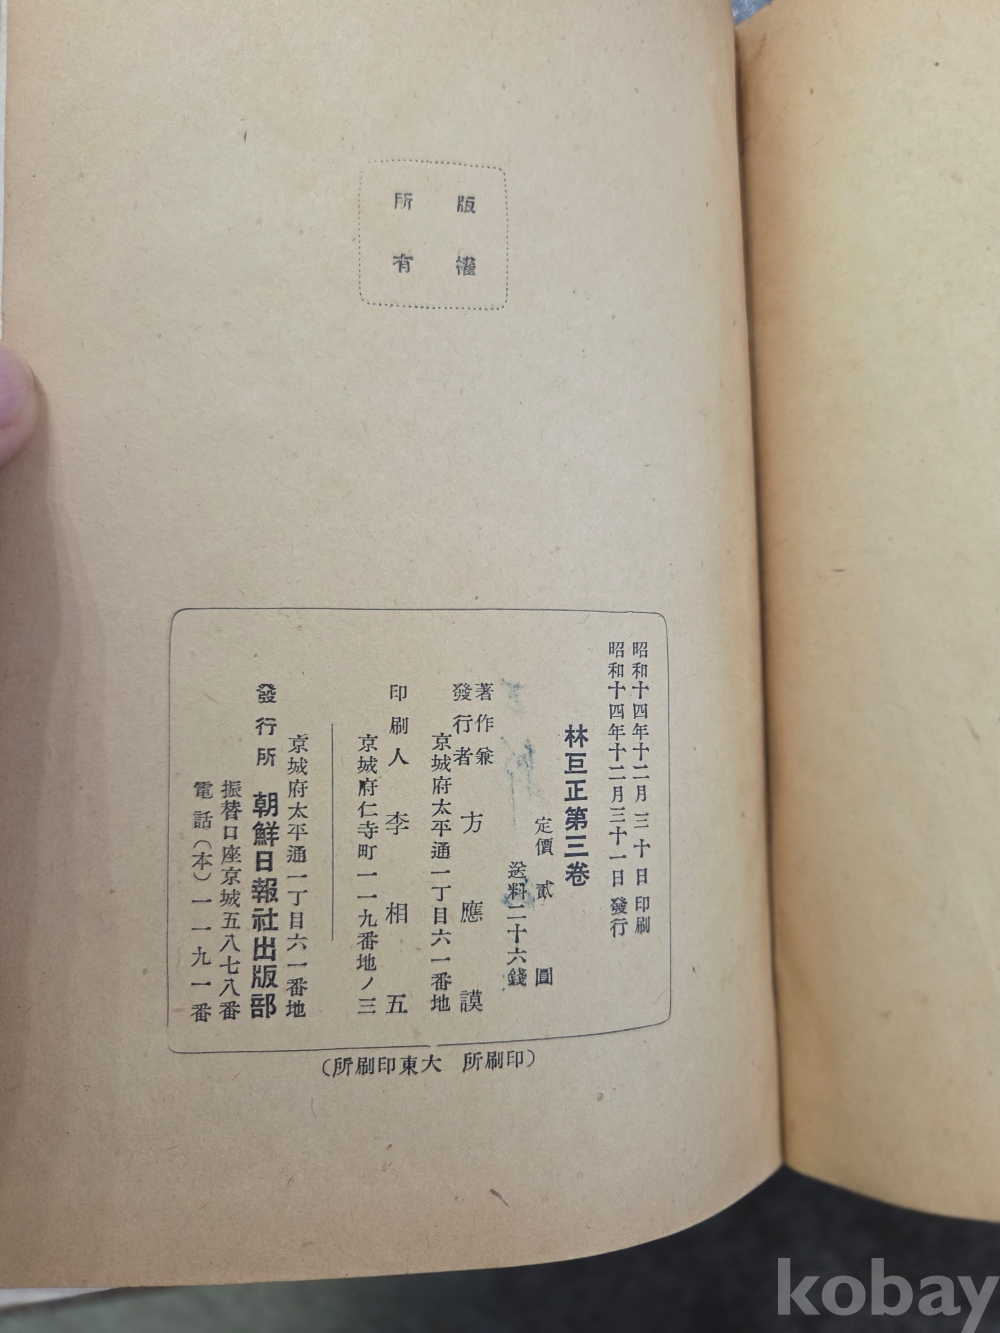 版權
所有
昭和十四年十二月三十日印刷
昭和十四年十二月三十一日發行
林巨正第三卷
定價貳圓
送料二十六錢
著作兼
發行者 方應謨
京城府太平通一丁目六一番地
印刷人 李相五
京城府仁寺町一一九番地ノ三
京城府太平通一丁目六一番地
發行所 朝鮮日報社出版部
振替口座京城五八七八番
電話(本)一一九一番
(印刷所 大東印刷所)
kobay